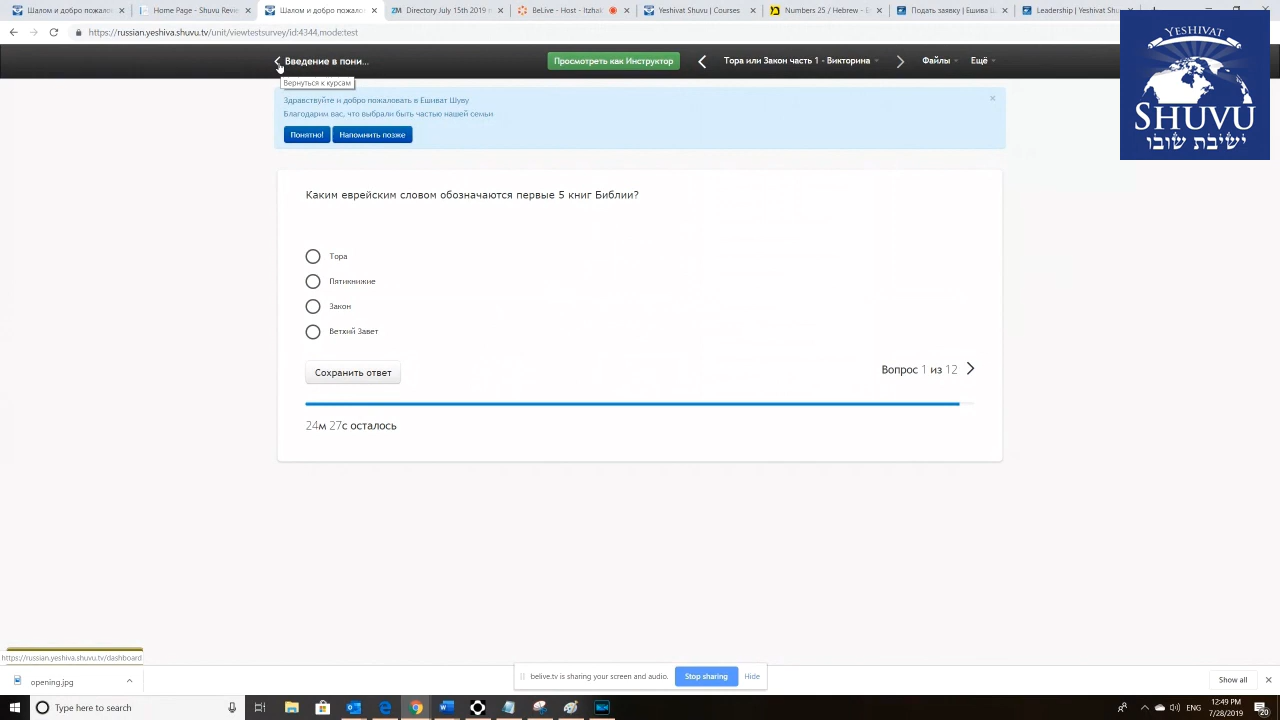 Шалом и добро пожало
Home Page - Shuvu Revie
Шалом и добро пожало
Directory July 15th 2019 m
BeLive - Host - Itzhak
Yeshivat Shuvu | Courses
Numbers 25 / Hebrew - E
Подать заявку | Ешива Ш
Leadership | Yeshivat Shu
https://russian.yeshiva.shuvu.tv/unit/viewtestsurvey/id:4344,mode:test
Введение в пони...
Просмотреть как Инструктор
Тора или Закон часть 1 - Викторина
Файлы
Ещё
Вернуться к курсам
Здравствуйте и добро пожаловать в Ешиват Шуву
Благодарим вас, что выбрали быть частью нашей семьи
Понятно!
Напомнить позже
YESHIVAT
SHUVU
ישיבת שובו
Каким еврейским словом обозначаются первые 5 книг Библии?
Тора
Пятикнижие
Закон
Ветхий Завет
Сохранить ответ
Вопрос 1 из 12
24м 27с осталось
https://russian.yeshiva.shuvu.tv/dashboard
opening.jpg
belive.tv is sharing your screen and audio.
Stop sharing
Hide
Show all
Type here to search
ENG
12:49 PM
7/28/2019
20